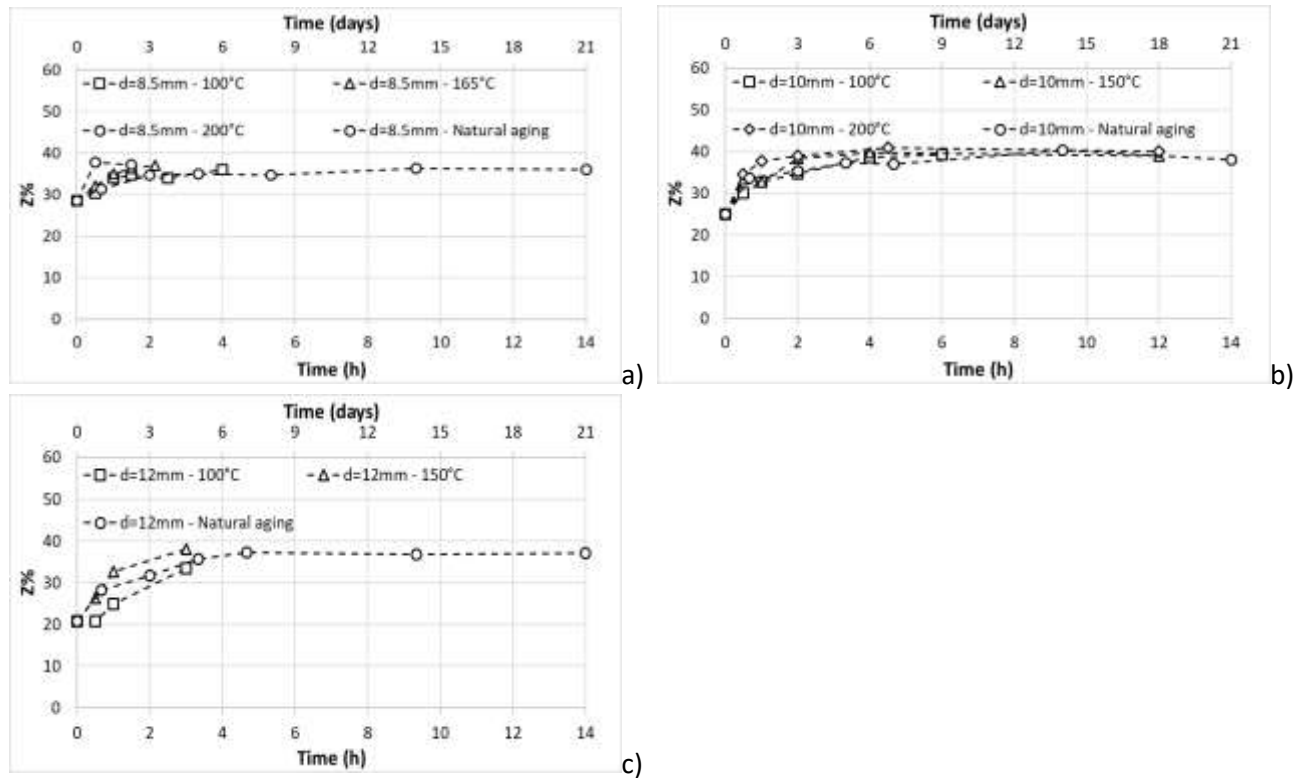 Time (days)
0 3 6 9 12 15 18 21
60
50
40
30
20
10
0
Z%
d=8.5mm - 100°C
d=8.5mm - 165°C
d=8.5mm - 200°C
d=8.5mm - Natural aging
0 2 4 6 8 10 12 14
Time (h)
a)
Time (days)
0 3 6 9 12 15 18 21
60
50
40
30
20
10
0
Z%
d=10mm - 100°C
d=10mm - 150°C
d=10mm - 200°C
d=10mm - Natural aging
0 2 4 6 8 10 12 14
Time (h)
b)
Time (days)
0 3 6 9 12 15 18 21
60
50
40
30
20
10
0
Z%
d=12mm - 100°C
d=12mm - 150°C
d=12mm - Natural aging
0 2 4 6 8 10 12 14
Time (h)
c)